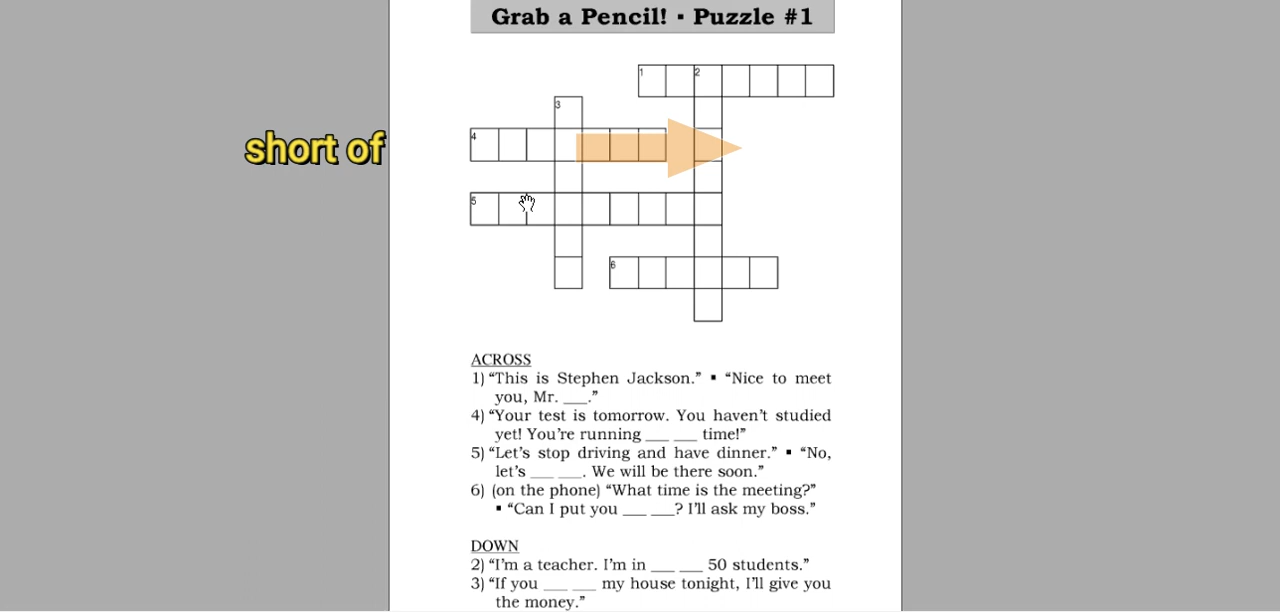 Grab a Pencil! ▪ Puzzle #1
1
2
3
4
short of
5
6
ACROSS
1) “This is Stephen Jackson.” ▪ “Nice to meet
you, Mr. ___.”
4) “Your test is tomorrow. You haven’t studied
yet! You’re running ___ ___ time!”
5) “Let’s stop driving and have dinner.” ▪ “No,
let’s ___ ___. We will be there soon.”
6) (on the phone) “What time is the meeting?”
▪ “Can I put you ___ ___? I’ll ask my boss.”
DOWN
2) “I’m a teacher. I’m in ___ ___ 50 students.”
3) “If you ___ ___ my house tonight, I’ll give you
the money.”